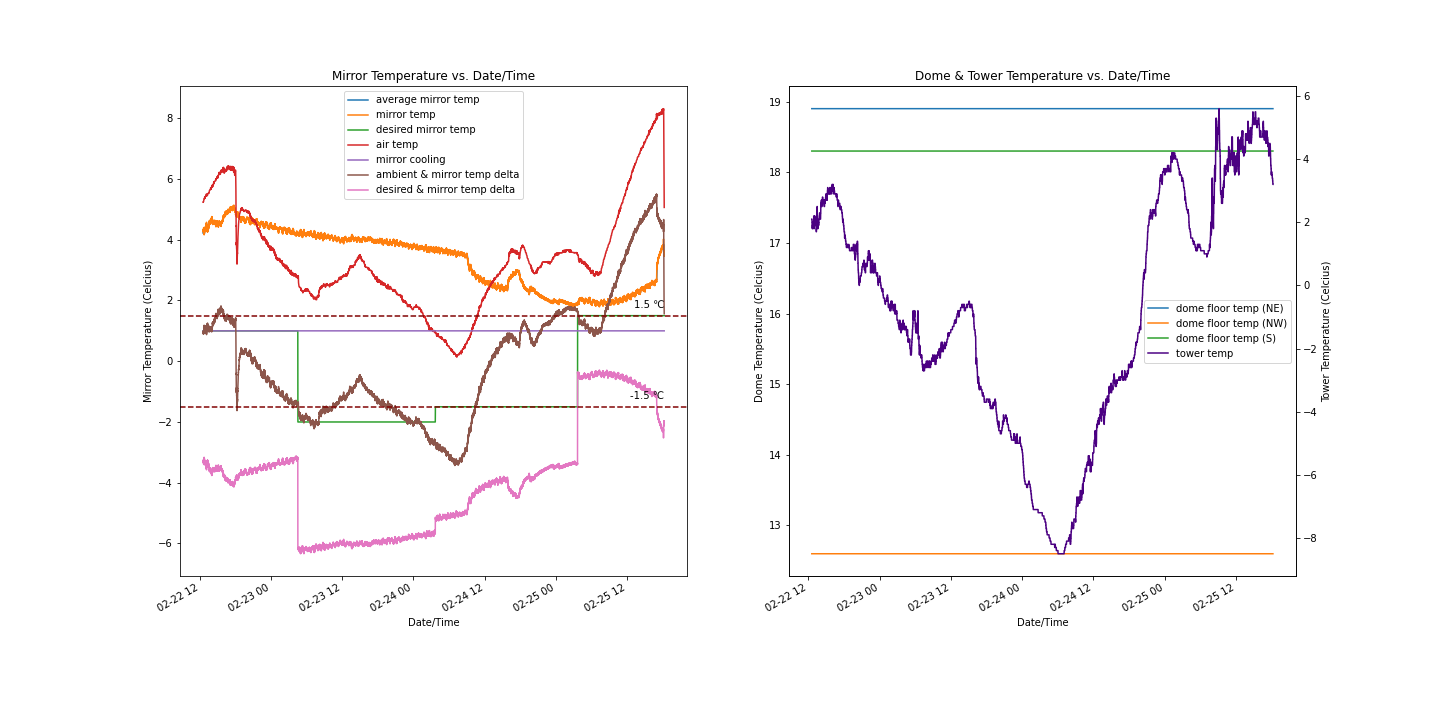 Mirror Temperature vs. Date/Time
average mirror temp
mirror temp
desired mirror temp
air temp
mirror cooling
ambient & mirror temp delta
desired & mirror temp delta
1.5 °C
-1.5 °C
Mirror Temperature (Celcius)
8
6
4
2
0
−2
−4
−6
02-22 12
02-23 00
02-23 12
02-24 00
02-24 12
02-25 00
02-25 12
Date/Time
Dome & Tower Temperature vs. Date/Time
Dome Temperature (Celcius)
19
18
17
16
15
14
13
dome floor temp (NE)
dome floor temp (NW)
dome floor temp (S)
tower temp
6
4
2
0
−2
−4
−6
−8
Tower Temperature (Celcius)
02-22 12
02-23 00
02-23 12
02-24 00
02-24 12
02-25 00
02-25 12
Date/Time